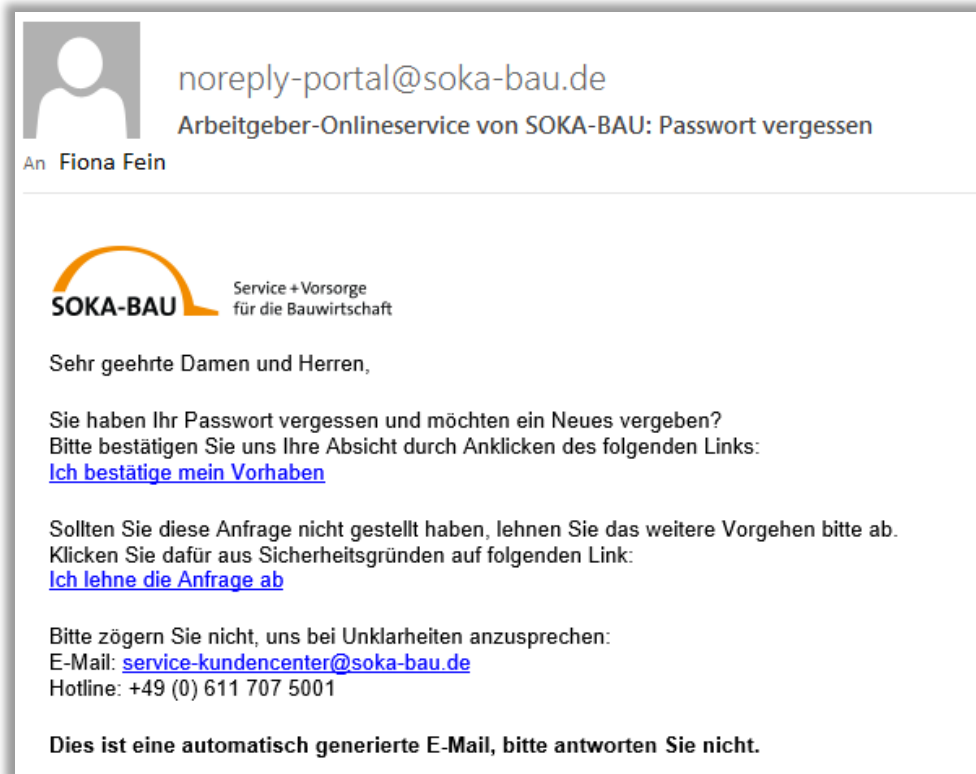 noreply-portal@soka-bau.de
Arbeitgeber-Onlineservice von SOKA-BAU: Passwort vergessen
An Fiona Fein
SOKA-BAU
Service + Vorsorge
für die Bauwirtschaft
Sehr geehrte Damen und Herren,
Sie haben Ihr Passwort vergessen und möchten ein Neues vergeben?
Bitte bestätigen Sie uns Ihre Absicht durch Anklicken des folgenden Links:
Ich bestätige mein Vorhaben
Sollten Sie diese Anfrage nicht gestellt haben, lehnen Sie das weitere Vorgehen bitte ab.
Klicken Sie dafür aus Sicherheitsgründen auf folgenden Link:
Ich lehne die Anfrage ab
Bitte zögern Sie nicht, uns bei Unklarheiten anzusprechen:
E-Mail: service-kundencenter@soka-bau.de
Hotline: +49 (0) 611 707 5001
Dies ist eine automatisch generierte E-Mail, bitte antworten Sie nicht.